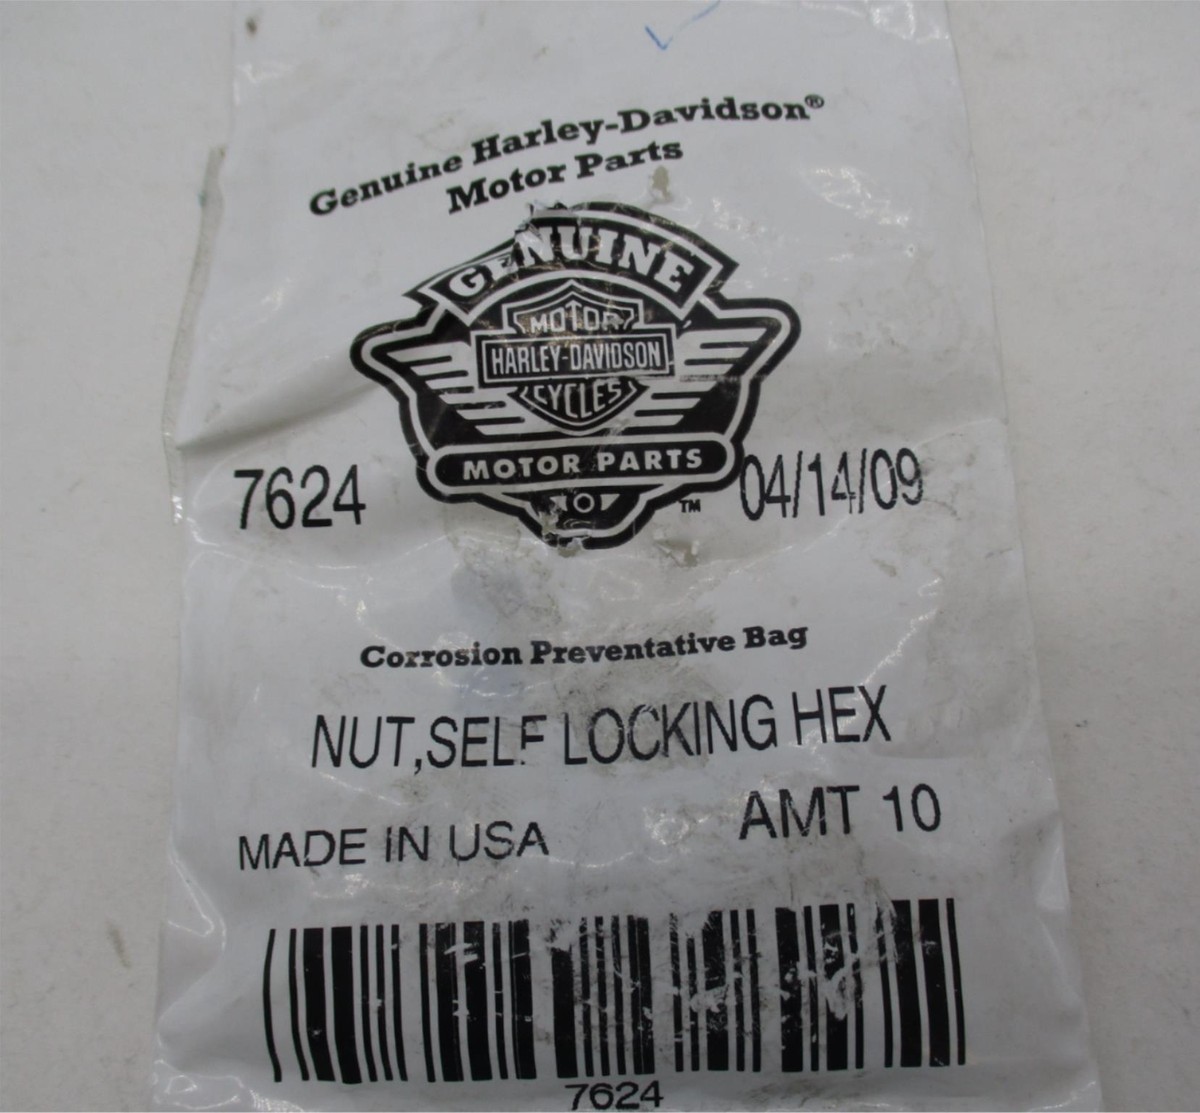 Genuine Harley-Davidson®
Motor Parts
GENUINE
MOTOR
HARLEY-DAVIDSON
CYCLES
MOTOR PARTS
TM
7624
04/14/09
Corrosion Preventative Bag
NUT,SELF LOCKING HEX
AMT 10
MADE IN USA
7624